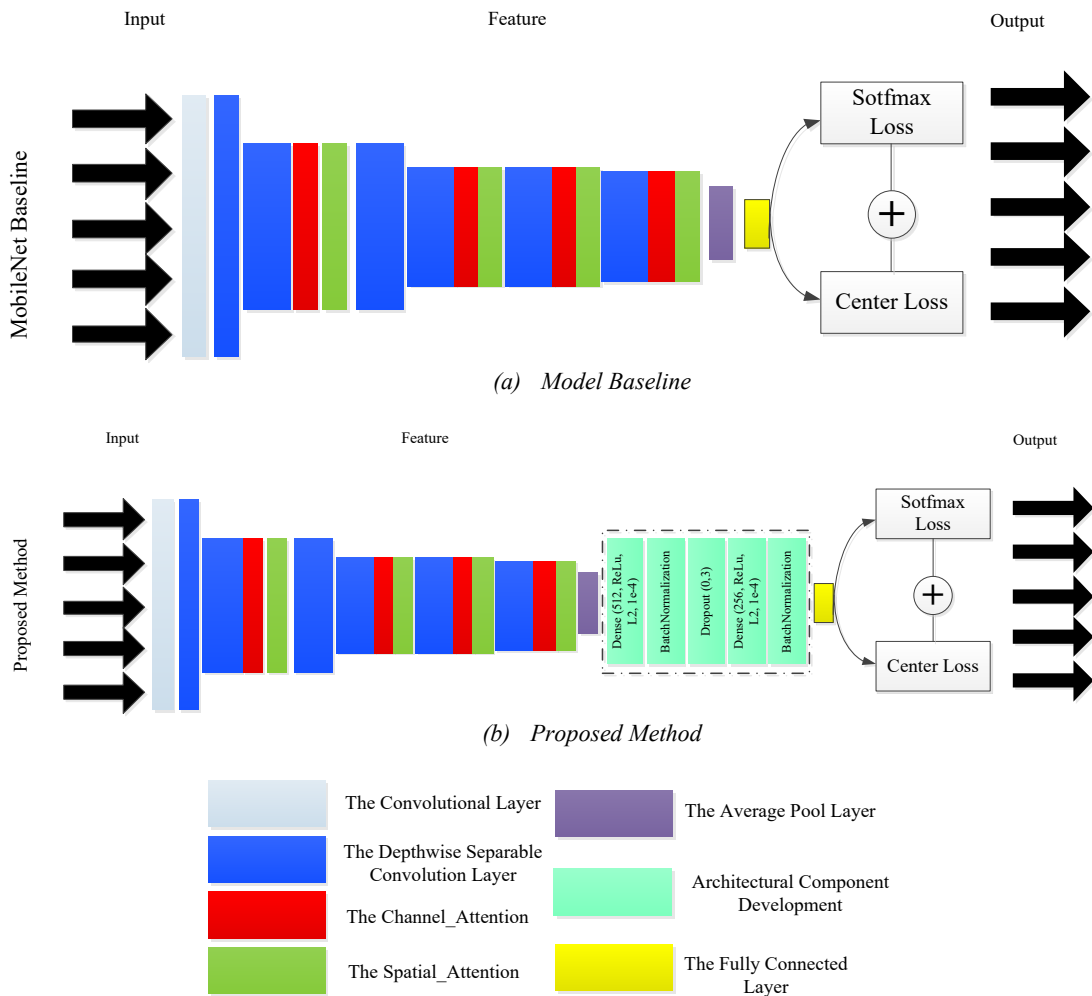 Input
Feature
Output
MobileNet Baseline
Sotfmax
Loss
+
Center Loss
(a) Model Baseline
Input
Feature
Output
Proposed Method
Dense (512, ReLu,
L2, 1e-4)
BatchNormalization
Dropout (0,3)
Dense (256, ReLu,
L2, 1e-4)
BatchNormalization
Sotfmax
Loss
+
Center Loss
(b) Proposed Method
The Convolutional Layer
The Depthwise Separable
Convolution Layer
The Channel_Attention
The Spatial_Attention
The Average Pool Layer
Architectural Component
Development
The Fully Connected
Layer